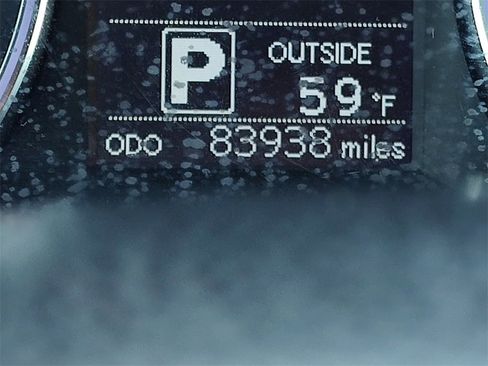 P
OUTSIDE
59 °F
ODO 83938 miles